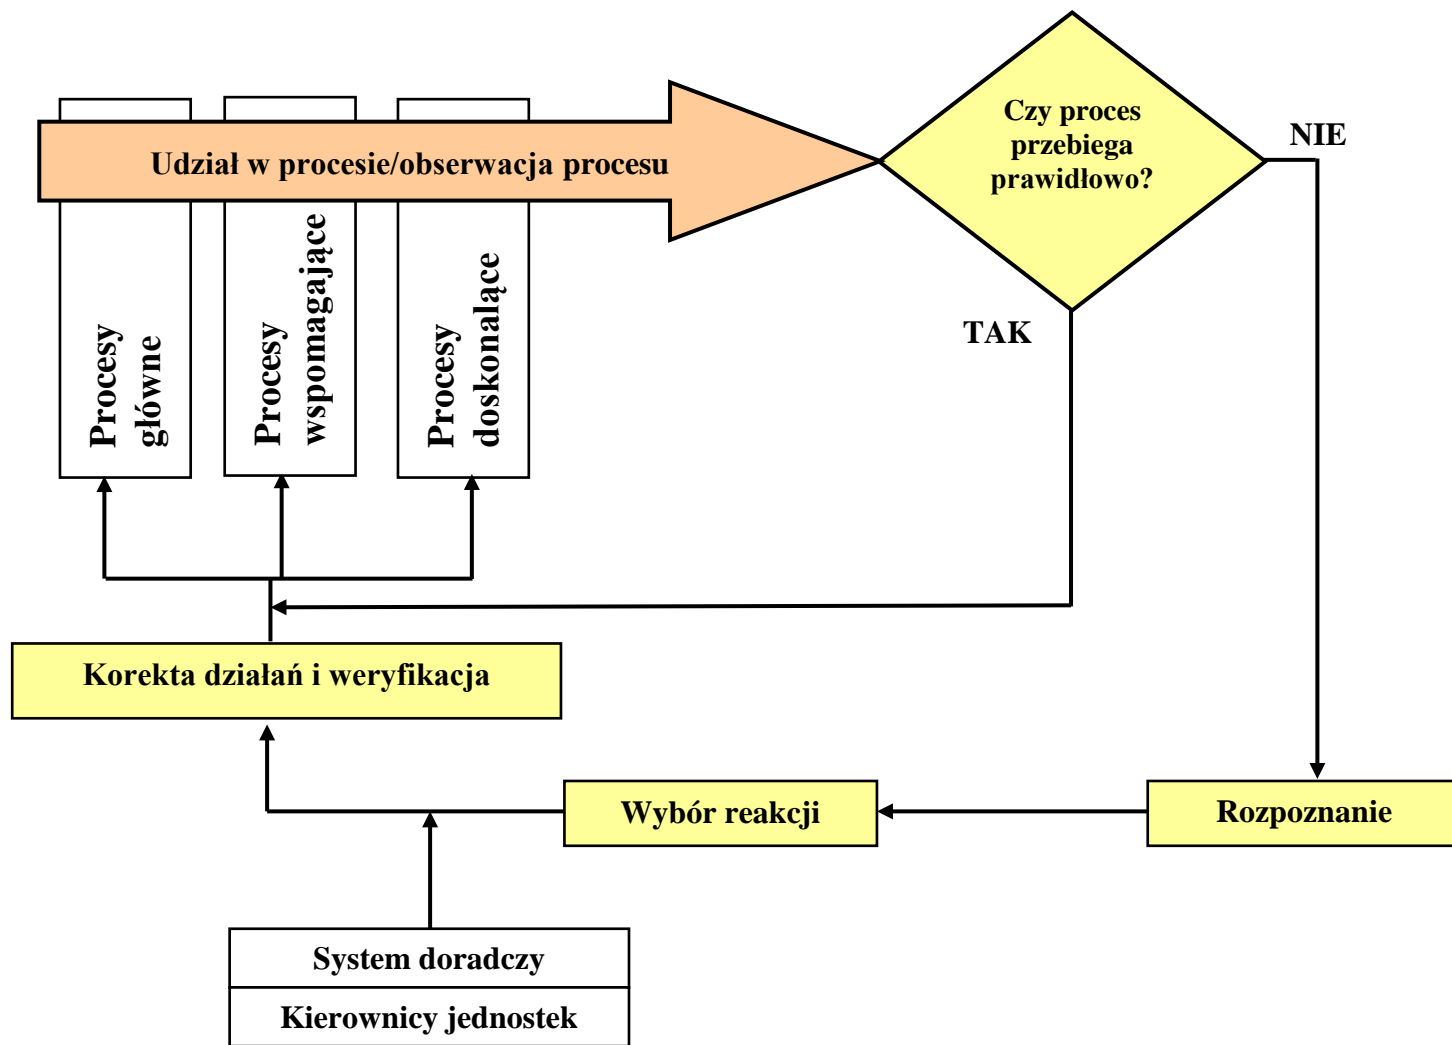 Udział w procesie/obserwacja procesu
Czy proces
przebiega
prawidłowo?
NIE
TAK
Procesy
główne
Procesy
wspomagające
Procesy
doskonalące
Korekta działań i weryfikacja
Wybór reakcji
Rozpoznanie
System doradczy
Kierownicy jednostek